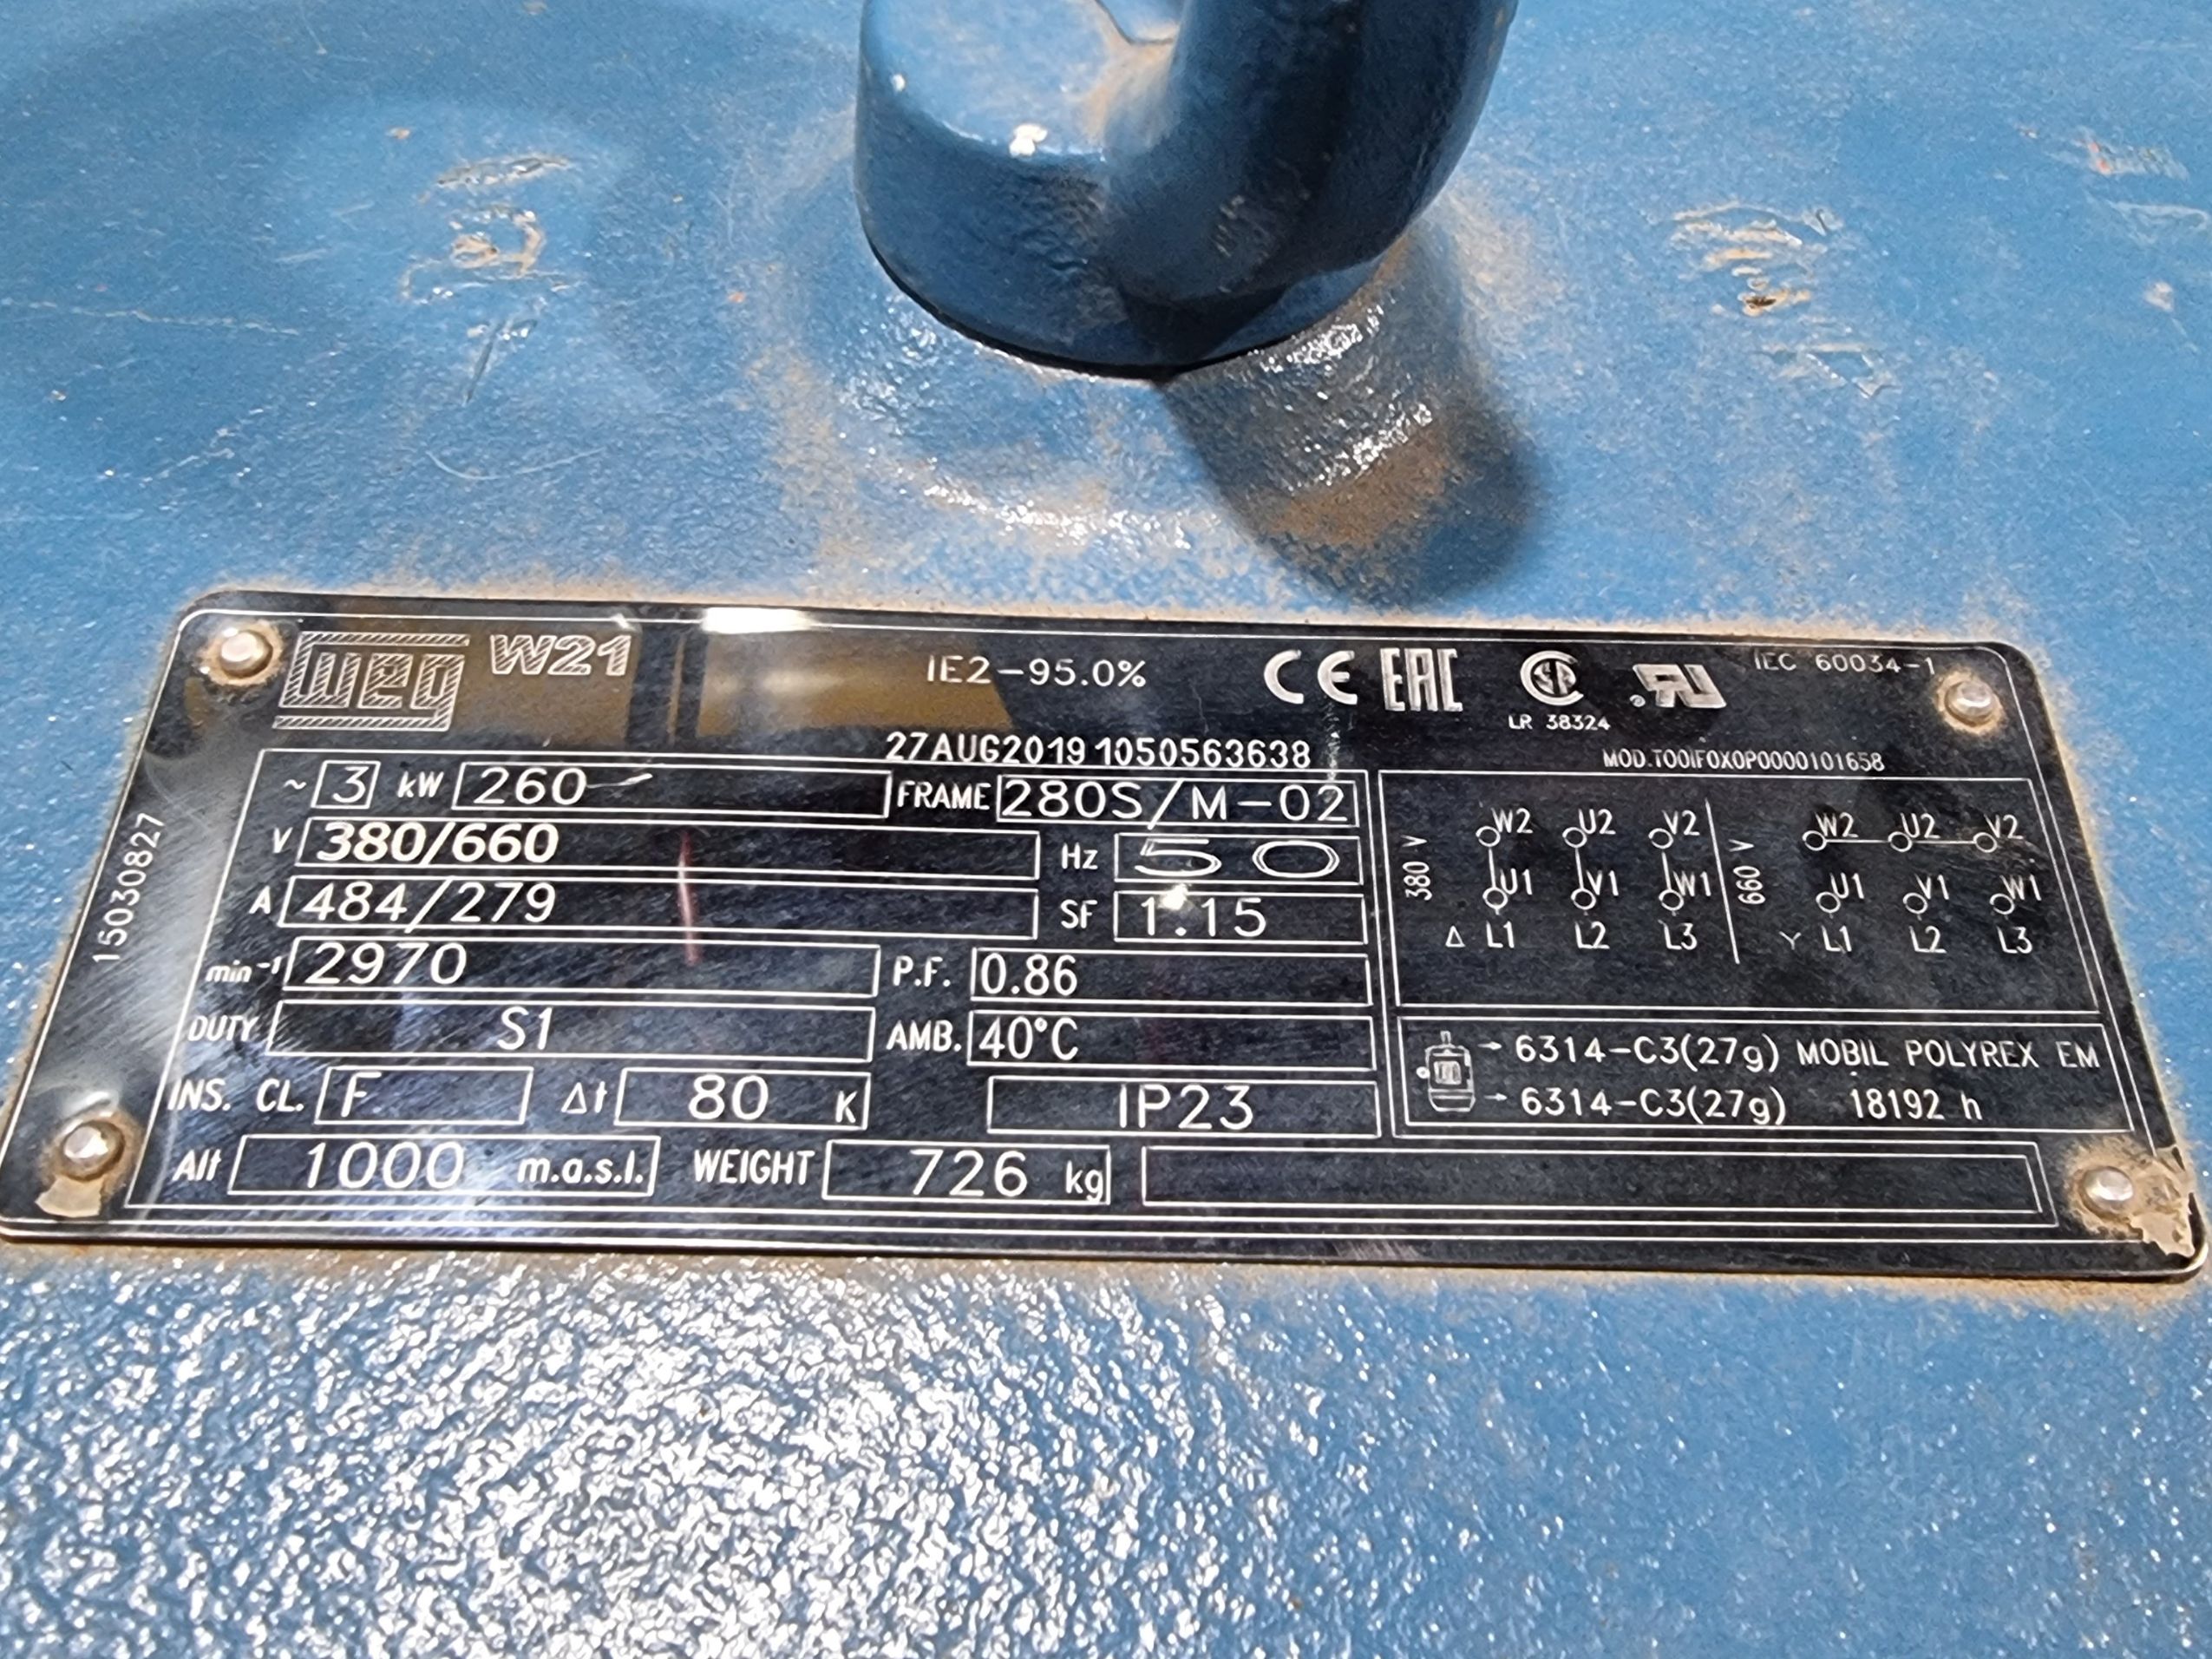 WEG W21 IE2-95.0% CE EAC SA LR 38324 RU IEC 60034-1
27AUG2019 1050563638 MOD.TOOIFOX0P0000101658
15030827
~ 3 kW 260 FRAME 280S/M-02
V 380/660 Hz 50
A 484/279 SF 1.15
min-1 2970 P.F. 0.86
DUTY S1 AMB. 40°C
INS. CL. F Δt 80 K IP23
Alt 1000 m.a.s.l. WEIGHT 726 kg
380 V W2 U2 V2 660 V W2 U2 V2
U1 V1 W1 U1 V1 W1
Δ L1 L2 L3 Y L1 L2 L3
→ 6314-C3(27g) MOBIL POLYREX EM
→ 6314-C3(27g) 18192 h